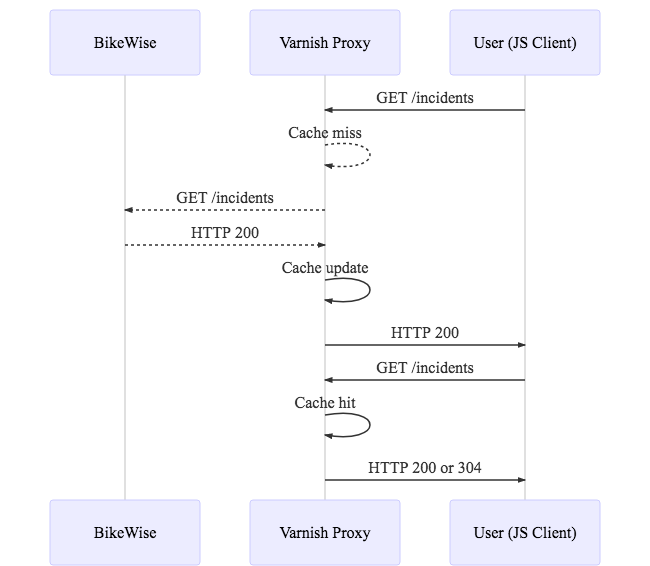 BikeWise
Varnish Proxy
User (JS Client)
GET /incidents
Cache miss
GET /incidents
HTTP 200
Cache update
HTTP 200
GET /incidents
Cache hit
HTTP 200 or 304
BikeWise
Varnish Proxy
User (JS Client)